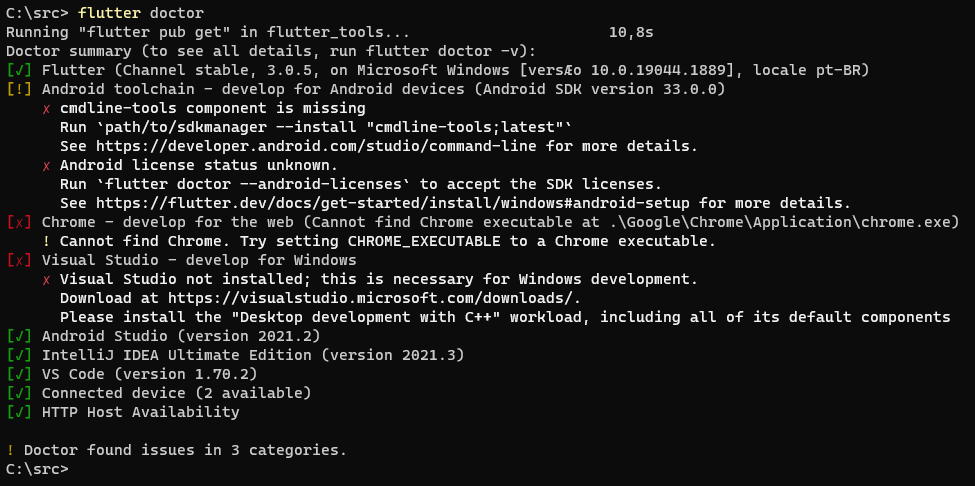 C:\src> flutter doctor
Running "flutter pub get" in flutter_tools...                      10,8s
Doctor summary (to see all details, run flutter doctor -v):
[√] Flutter (Channel stable, 3.0.5, on Microsoft Windows [versÆo 10.0.19044.1889], locale pt-BR)
[!] Android toolchain - develop for Android devices (Android SDK version 33.0.0)
    ✗ cmdline-tools component is missing
      Run `path/to/sdkmanager --install "cmdline-tools;latest"`
      See https://developer.android.com/studio/command-line for more details.
    ✗ Android license status unknown.
      Run `flutter doctor --android-licenses` to accept the SDK licenses.
      See https://flutter.dev/docs/get-started/install/windows#android-setup for more details.
[✗] Chrome - develop for the web (Cannot find Chrome executable at .\Google\Chrome\Application\chrome.exe)
    ! Cannot find Chrome. Try setting CHROME_EXECUTABLE to a Chrome executable.
[✗] Visual Studio - develop for Windows
    ✗ Visual Studio not installed; this is necessary for Windows development.
      Download at https://visualstudio.microsoft.com/downloads/.
      Please install the "Desktop development with C++" workload, including all of its default components
[√] Android Studio (version 2021.2)
[√] IntelliJ IDEA Ultimate Edition (version 2021.3)
[√] VS Code (version 1.70.2)
[√] Connected device (2 available)
[√] HTTP Host Availability

! Doctor found issues in 3 categories.
C:\src>